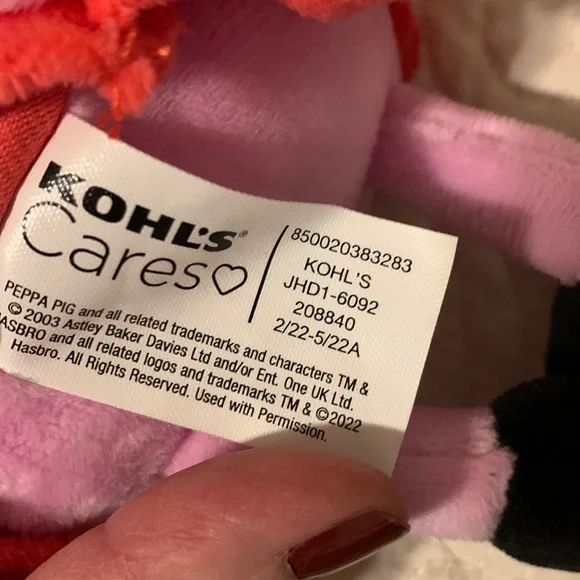 KOHL'S®
Cares♡
850020383283
KOHL'S
JHD1-6092
208840
2/22-5/22A
PEPPA PIG and all related trademarks and characters TM &
© 2003 Astley Baker Davies Ltd and/or Ent. One UK Ltd.
HASBRO and all related logos and trademarks TM & ©2022
Hasbro. All Rights Reserved. Used with Permission.